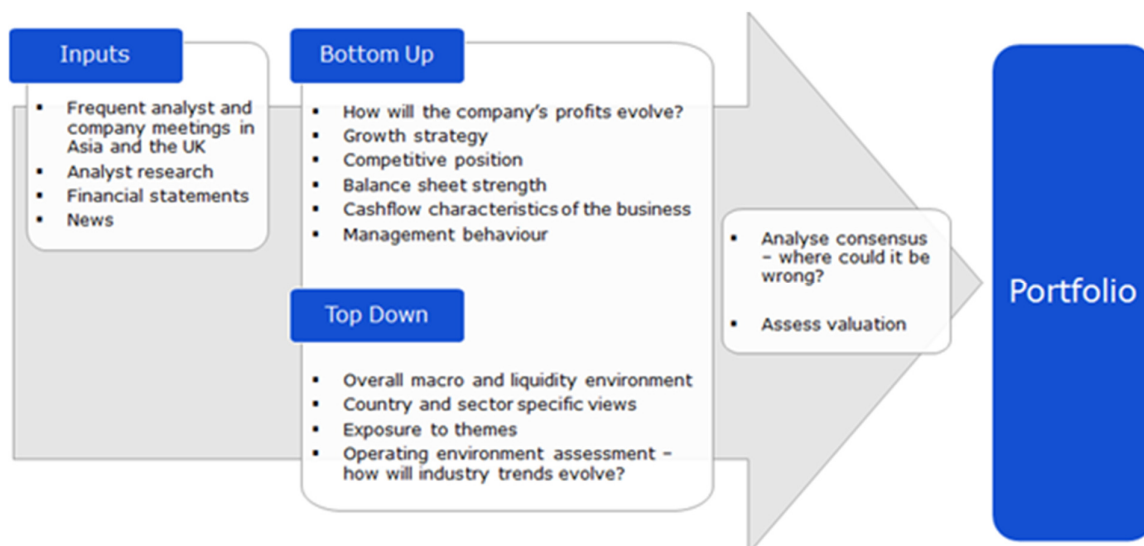 Inputs
Frequent analyst and
company meetings in
Asia and the UK
Analyst research
Financial statements
News
Bottom Up
How will the company's profits evolve?
Growth strategy
Competitive position
Balance sheet strength
Cashflow characteristics of the business
Management behaviour
Top Down
Overall macro and liquidity environment
Country and sector specific views
Exposure to themes
Operating environment assessment –
how will industry trends evolve?
Analyse consensus
– where could it be
wrong?
Assess valuation
Portfolio